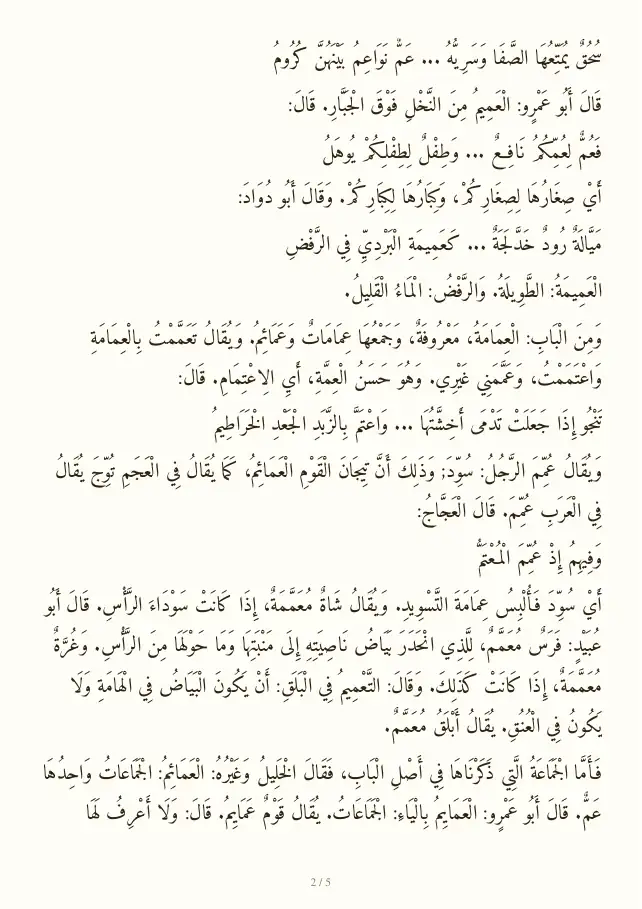 سُحُقٌ يُمَتِّعُهَا الصَّفَا وَسَرِيُّهُ ... عَمٌّ نَوَاعِمُ بَيْنَهُنَّ كُرُومُ
قَالَ أَبُو عَمْرٍو: الْعَمِيمُ مِنَ النَّخْلِ فَوْقَ الْجَبَّارِ. قَالَ:
فَعُمٌّ لِعُمِّكُمُ نَافِعٌ ... وَطِفْلٌ لِطِفْلِكُمْ يُوهَلُ
أَيْ صِغَارُهَا لِصِغَارِكُمْ، وَكِبَارُهَا لِكِبَارِكُمْ. وَقَالَ أَبُو دُوَادَ:
مَيَّالَةٌ رُودٌ خَدَلَّجَةٌ ... كَعَمِيمَةِ الْبَرْدِيِّ فِي الرَّفْضِ
الْعَمِيمَةُ: الطَّوِيلَةُ. وَالرَّفْضُ: الْمَاءُ الْقَلِيلُ.
وَمِنَ الْبَابِ: الْعِمَامَةُ، مَعْرُوفَةٌ، وَجَمْعُهَا عِمَامَاتٌ وَعَمَائِمُ. وَيُقَالُ تَعَمَّمْتُ بِالْعِمَامَةِ
وَاعْتَمَمْتُ، وَعَمَّمَنِي غَيْرِي. وَهُوَ حَسَنُ الْعِمَّةِ، أَيِ الِاعْتِمَامِ. قَالَ:
تَنْجُو إِذَا جَعَلَتْ تَدْمَى أَخِشَّتُهَا ... وَاعْتَمَّ بِالزَّبَدِ الْجَعْدِ الْخَرَاطِيمُ
وَيُقَالُ عُمِّمَ الرَّجُلُ: سُوِّدَ; وَذَلِكَ أَنَّ تِيجَانَ الْقَوْمِ الْعَمَائِمُ، كَمَا يُقَالُ فِي الْعَجَمِ تُوِّجَ يُقَالُ
فِي الْعَرَبِ عُمِّمَ. قَالَ الْعَجَّاجُ:
وَفِيهِمُ إِذْ عُمِّمَ الْمُعْتَمُّ
أَيْ سُوِّدَ فَأُلْبِسُ عِمَامَةَ التَّسْوِيدِ. وَيُقَالُ شَاةٌ مُعَمَّمَةٌ، إِذَا كَانَتْ سَوْدَاءَ الرَّأْسِ. قَالَ أَبُو
عُبَيْدٍ: فَرَسٌ مُعَمَّمٌ، لِلَّذِي انْحَدَرَ بَيَاضُ نَاصِيَتِهِ إِلَى مَنْبَتِهَا وَمَا حَوْلَهَا مِنَ الرَّأْسِ. وَغُرَّةٌ
مُعَمَّمَةٌ، إِذَا كَانَتْ كَذَلِكَ. وَقَالَ: التَّعْمِيمُ فِي الْبَلَقِ: أَنْ يَكُونَ الْبَيَاضُ فِي الْهَامَةِ وَلَا
يَكُونُ فِي الْعُنُقِ. يُقَالُ أَبْلَقُ مُعَمَّمٌ.
فَأَمَّا الْجَمَاعَةُ الَّتِي ذَكَرْنَاهَا فِي أَصْلِ الْبَابِ، فَقَالَ الْخَلِيلُ وَغَيْرُهُ: الْعَمَائِمُ: الْجَمَاعَاتُ وَاحِدُهَا
عَمٌّ. قَالَ أَبُو عَمْرٍو: الْعَمَايِمُ بِالْيَاءِ: الْجَمَاعَاتُ. يُقَالُ قَوْمٌ عَمَايِمُ. قَالَ: وَلَا أَعْرِفُ لَهَا
2 / 5